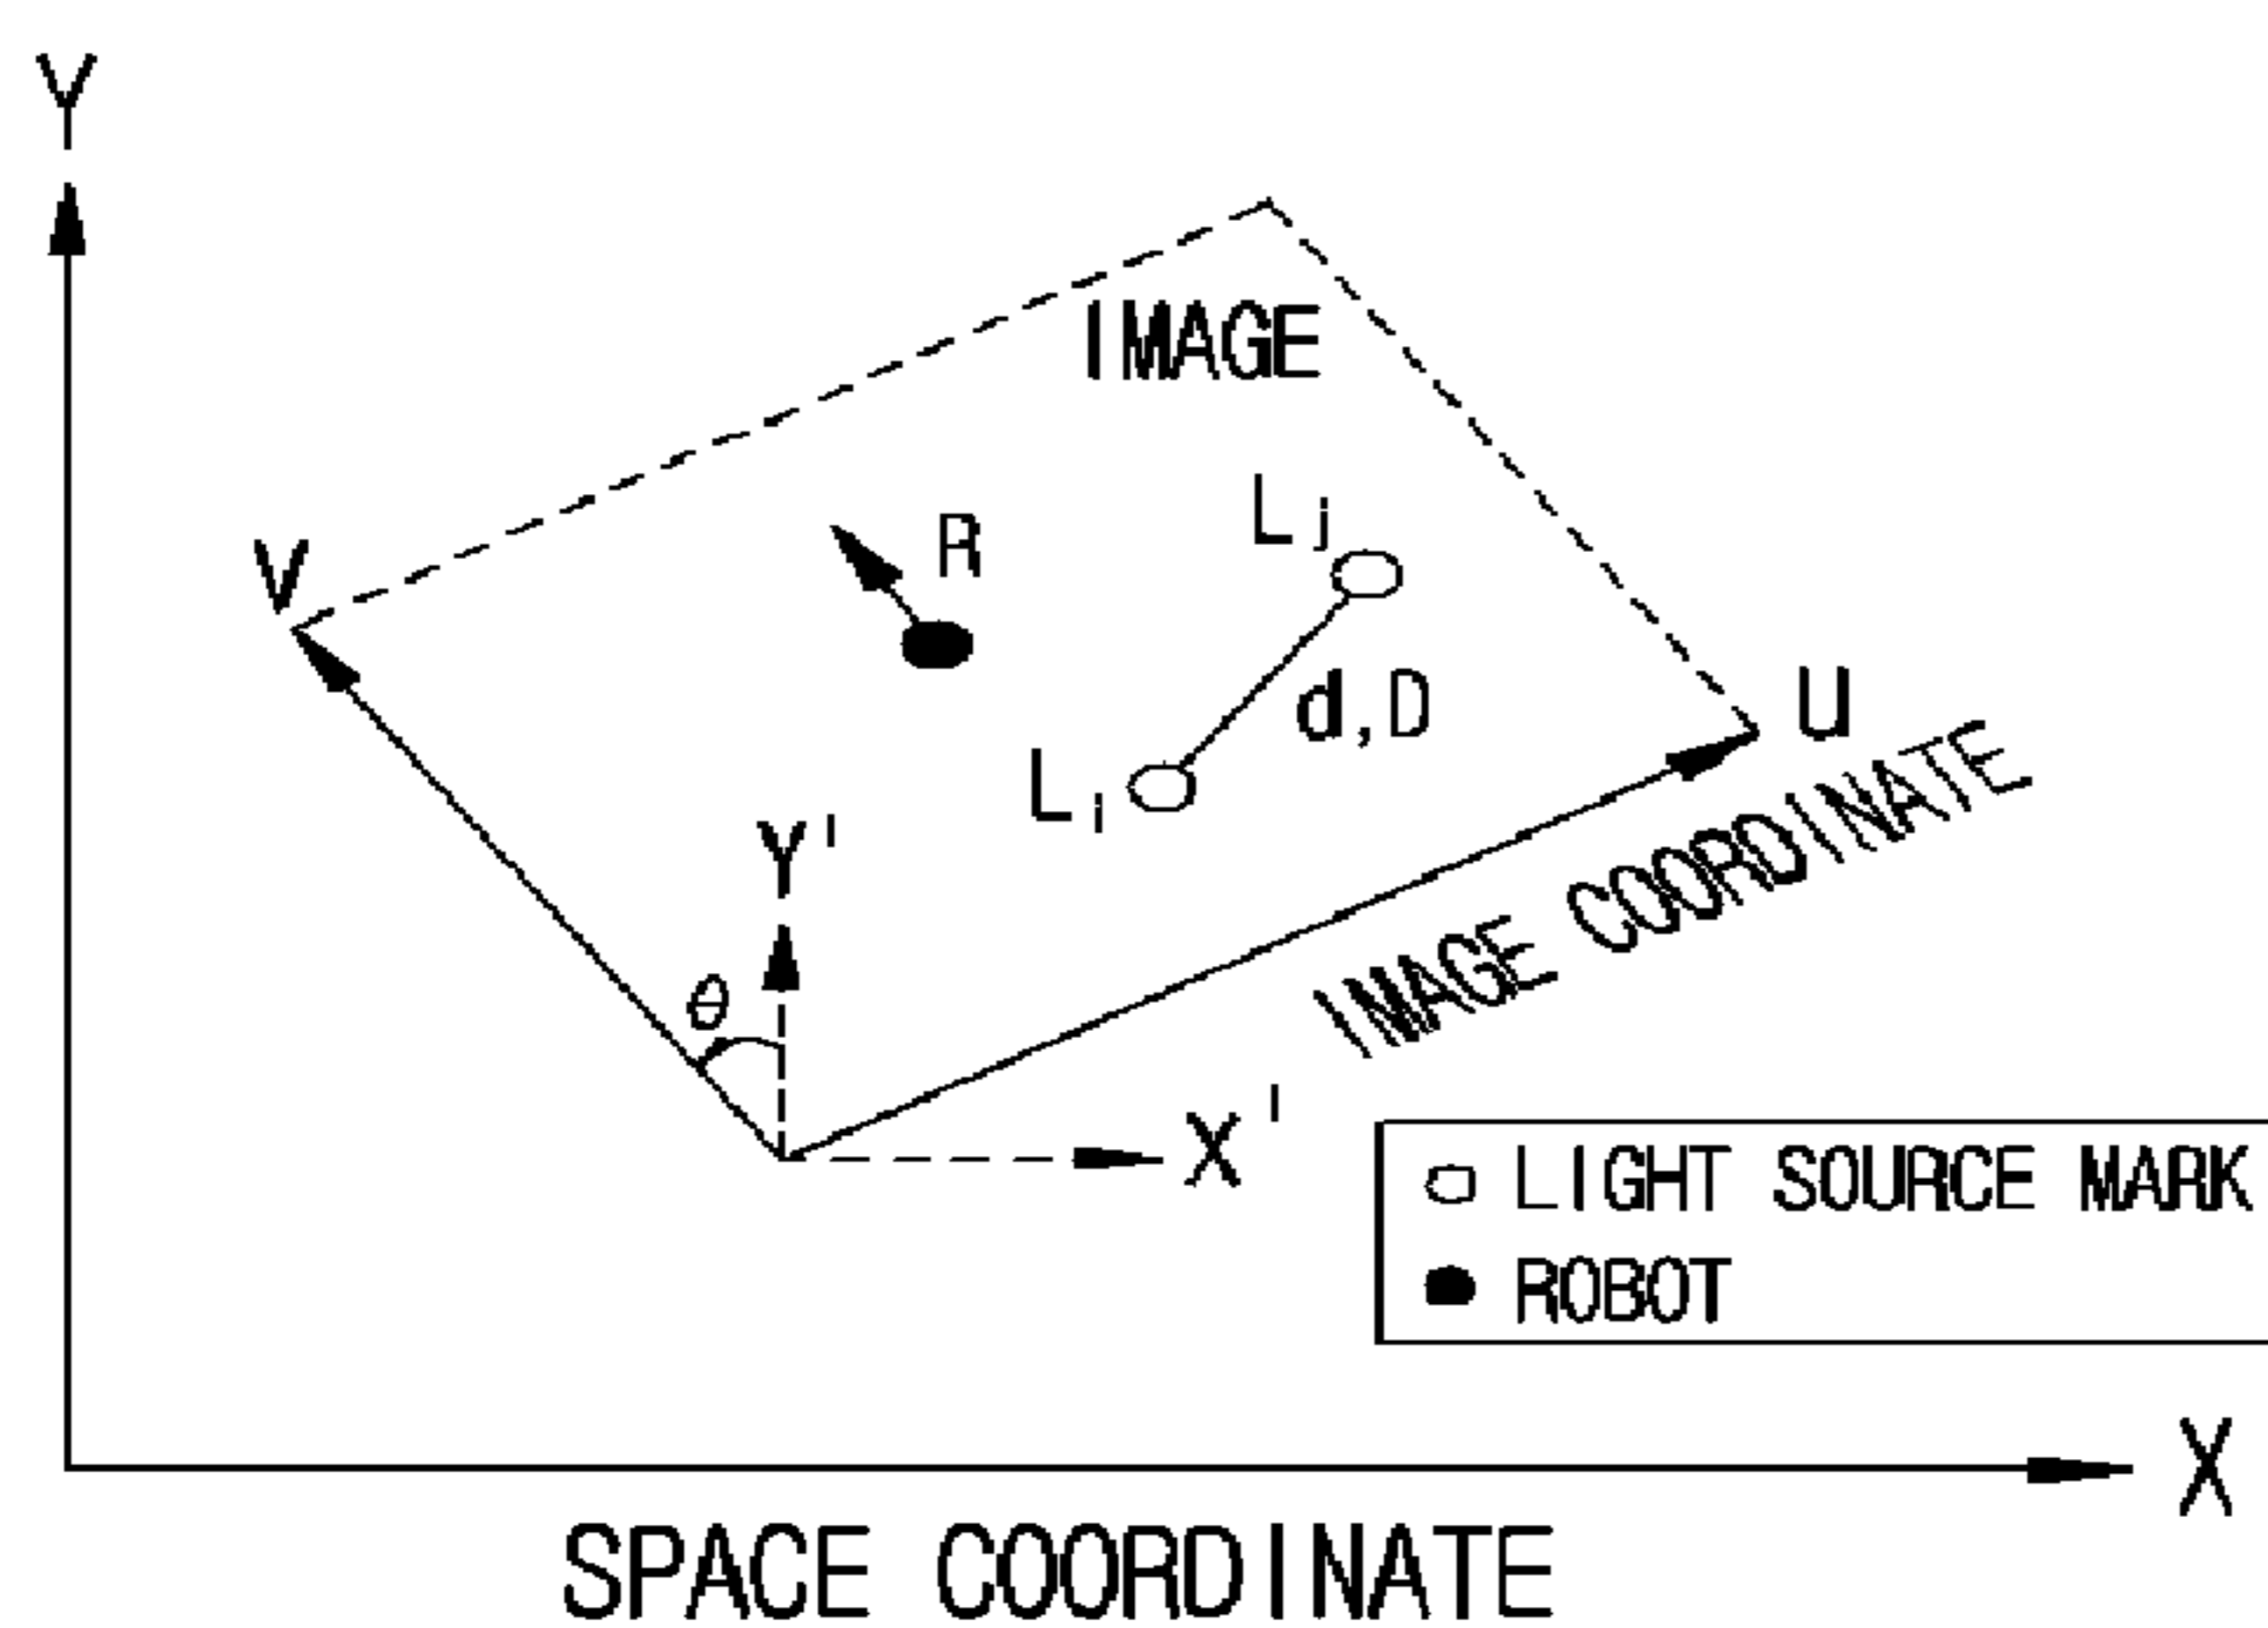 Y
IMAGE
Lj
V
R
U
d,D
Li
Y'
IMAGE COORDINATE
θ
X'
LIGHT SOURCE MARK
ROBOT
X
SPACE COORDINATE